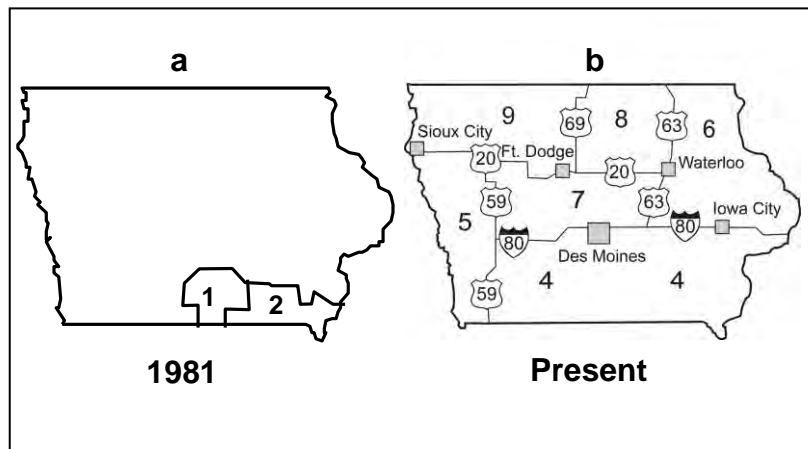 a
b
1
2
1981
9
69
8
63
6
Sioux City
20
Ft. Dodge
20
Waterloo
59
7
63
Iowa City
5
80
80
Des Moines
59
4
4
Present